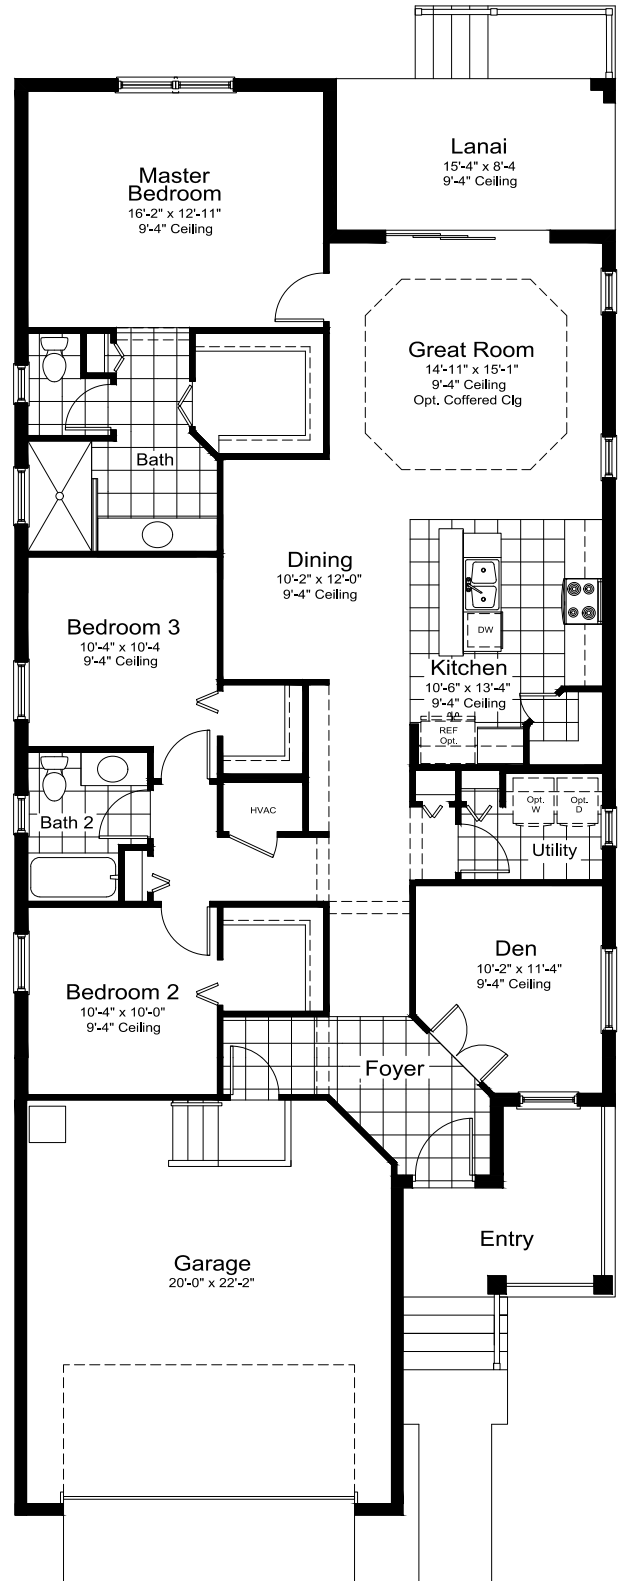 Lanai
15'-4" x 8'-4
9'-4" Ceiling
Master
Bedroom
16'-2" x 12'-11"
9'-4" Ceiling
Great Room
14'-11" x 15'-1"
9'-4" Ceiling
Opt. Coffered Clg
Bath
Dining
10'-2" x 12'-0"
9'-4" Ceiling
DW
Bedroom 3
10'-4" x 10'-4
9'-4" Ceiling
Kitchen
10'-6" x 13'-4"
9'-4" Ceiling
REF
Opt.
HVAC
Opt.
W
Opt.
D
Bath 2
Utility
Den
10'-2" x 11'-4"
9'-4" Ceiling
Bedroom 2
10'-4" x 10'-0"
9'-4" Ceiling
Foyer
Entry
Garage
20'-0" x 22'-2"